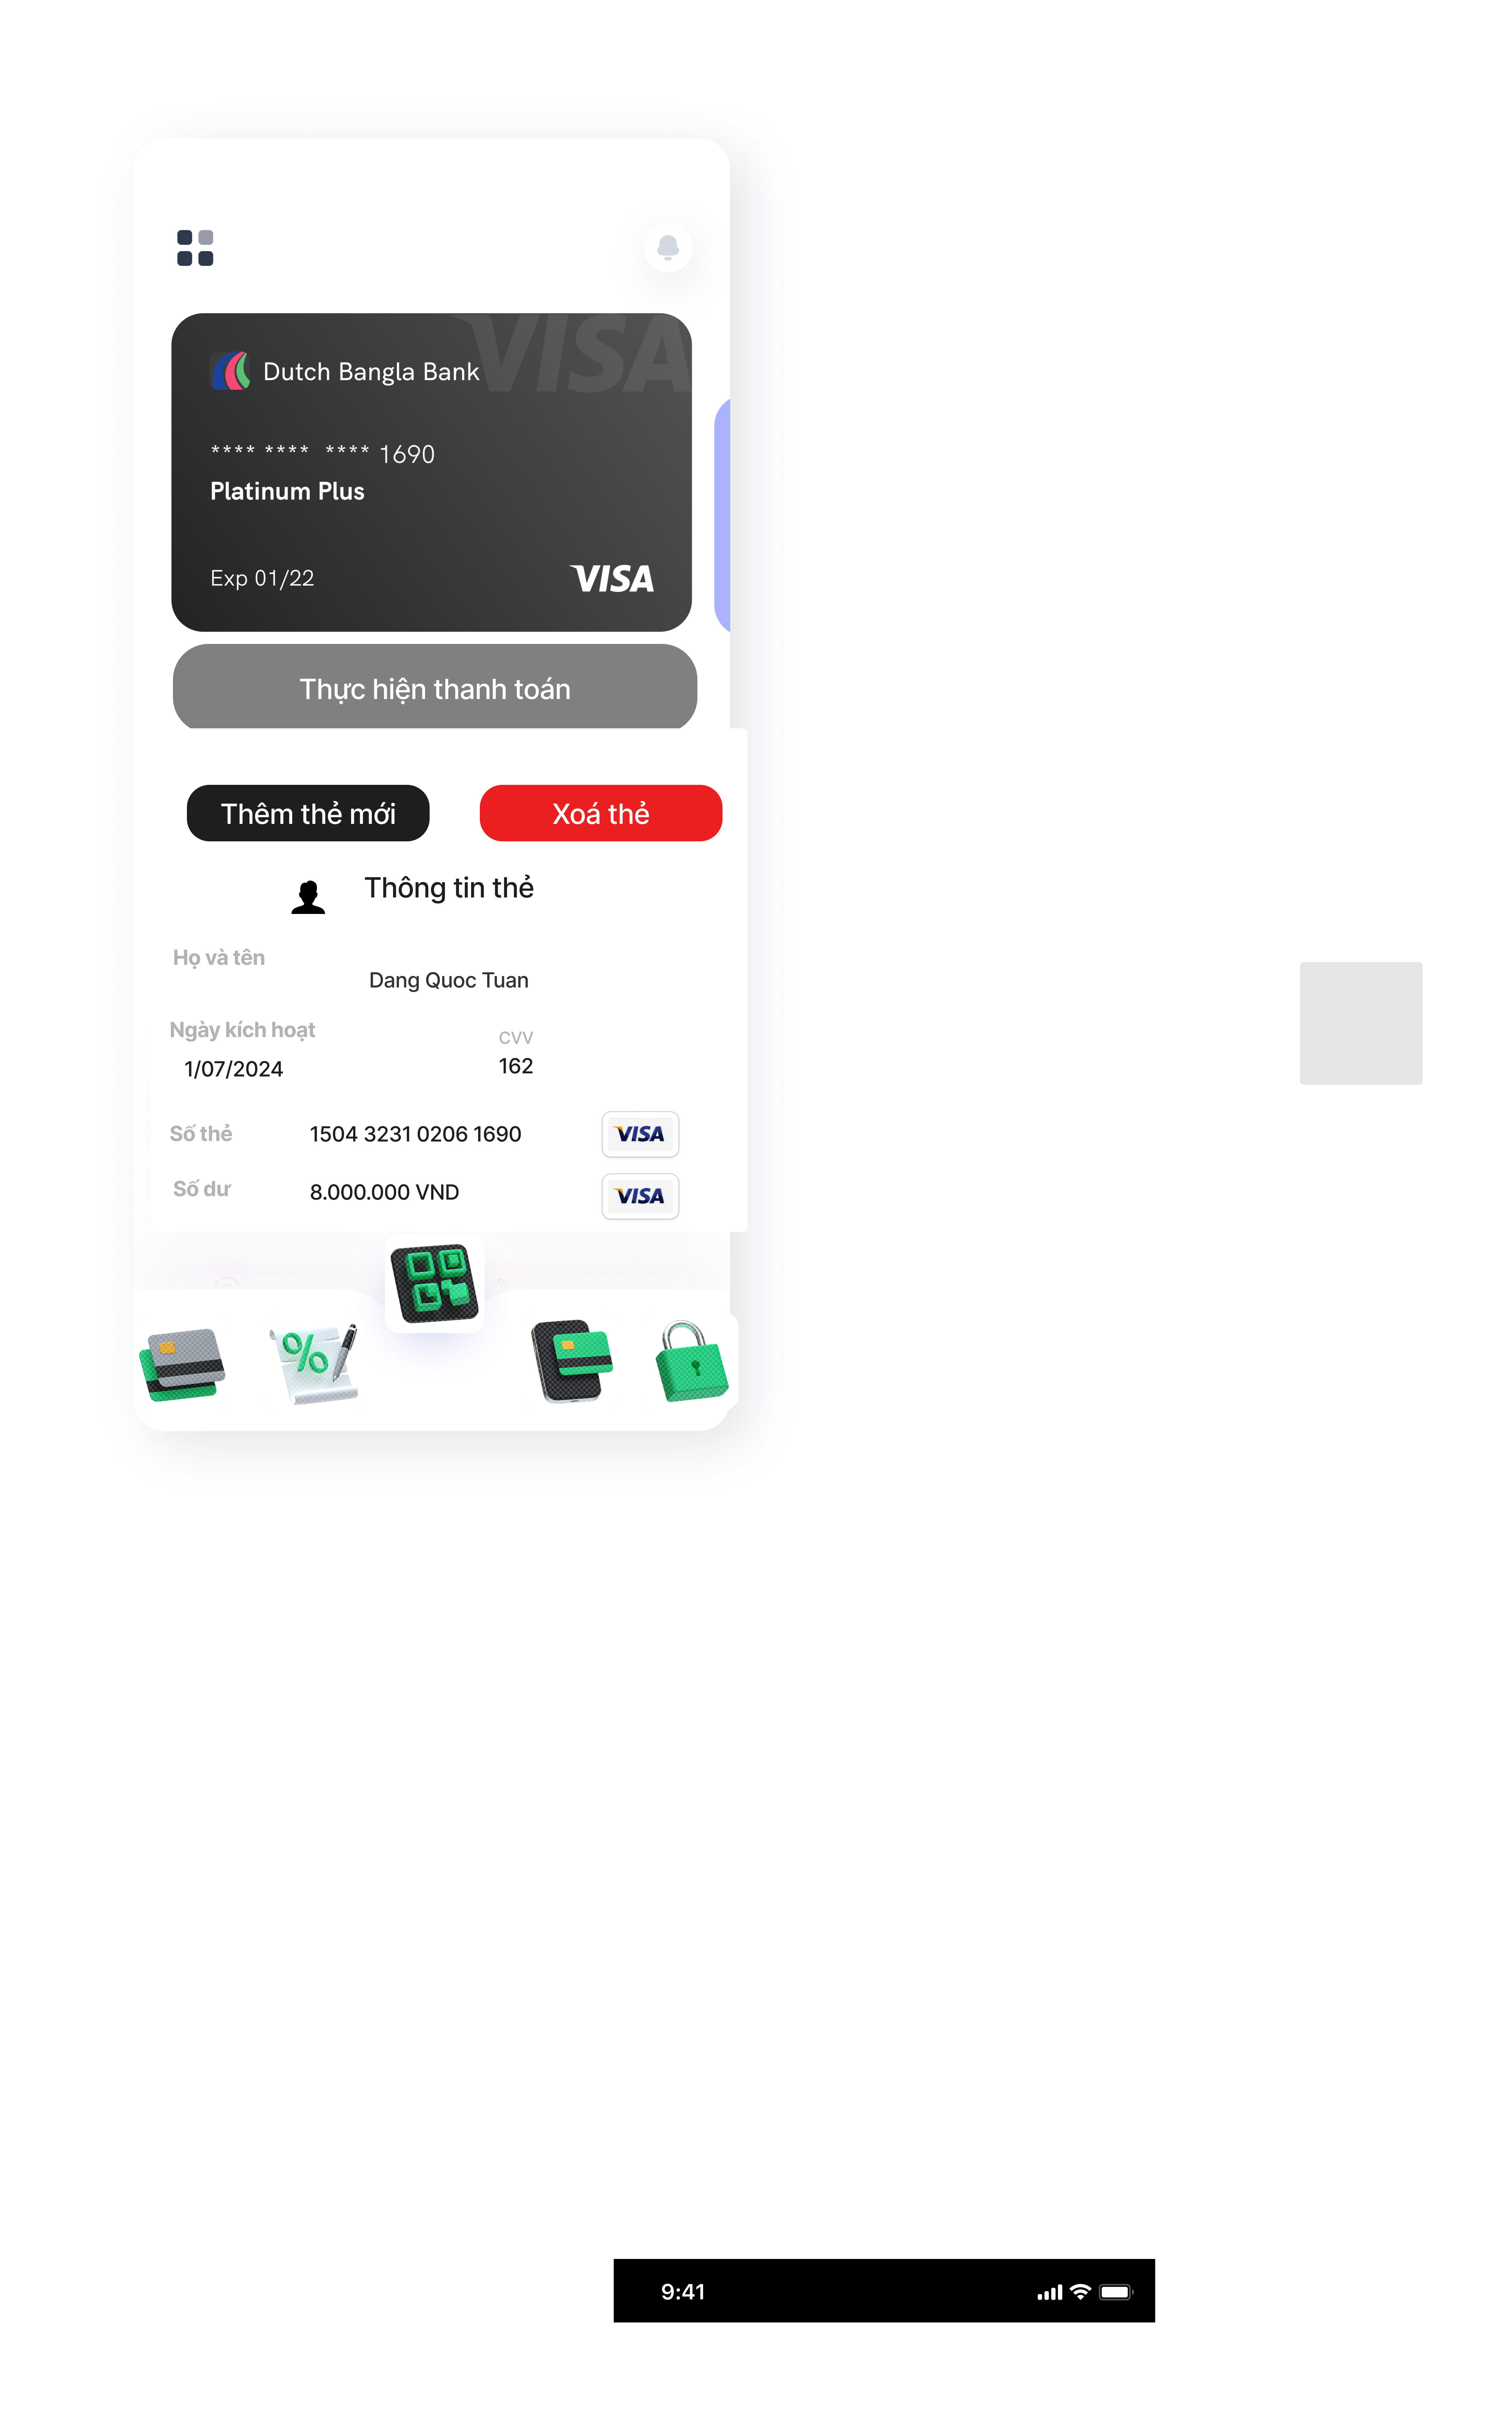 VISA
Dutch Bangla Bank
**** **** **** 1690
Platinum Plus
Exp 01/22
VISA
Thực hiện thanh toán
Thêm thẻ mới
Xoá thẻ
Thông tin thẻ
Họ và tên
Dang Quoc Tuan
Ngày kích hoạt
CVV
1/07/2024
162
Số thẻ
1504 3231 0206 1690
VISA
Số dư
8.000.000 VND
VISA
%
9:41